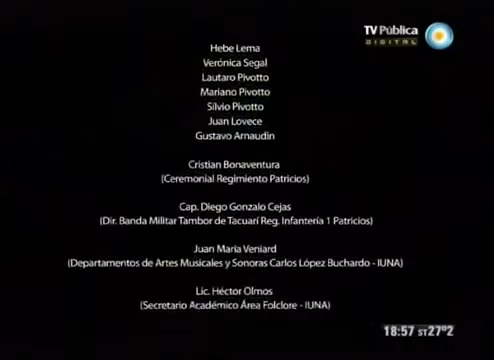 TV Pública
DIGITAL
Hebe Lema
Verónica Segal
Lautaro Pivotto
Mariano Pivotto
Silvio Pivotto
Juan Lovece
Gustavo Arnaudin
Cristian Bonaventura
(Ceremonial Regimiento Patricios)
Cap. Diego Gonzalo Cejas
(Dir. Banda Militar Tambor de Tacuarí Reg. Infantería 1 Patricios)
Juan María Veniard
(Departamentos de Artes Musicales y Sonoras Carlos López Buchardo - IUNA)
Lic. Héctor Olmos
(Secretario Académico Área Folclore - IUNA)
18:57 ST27º2